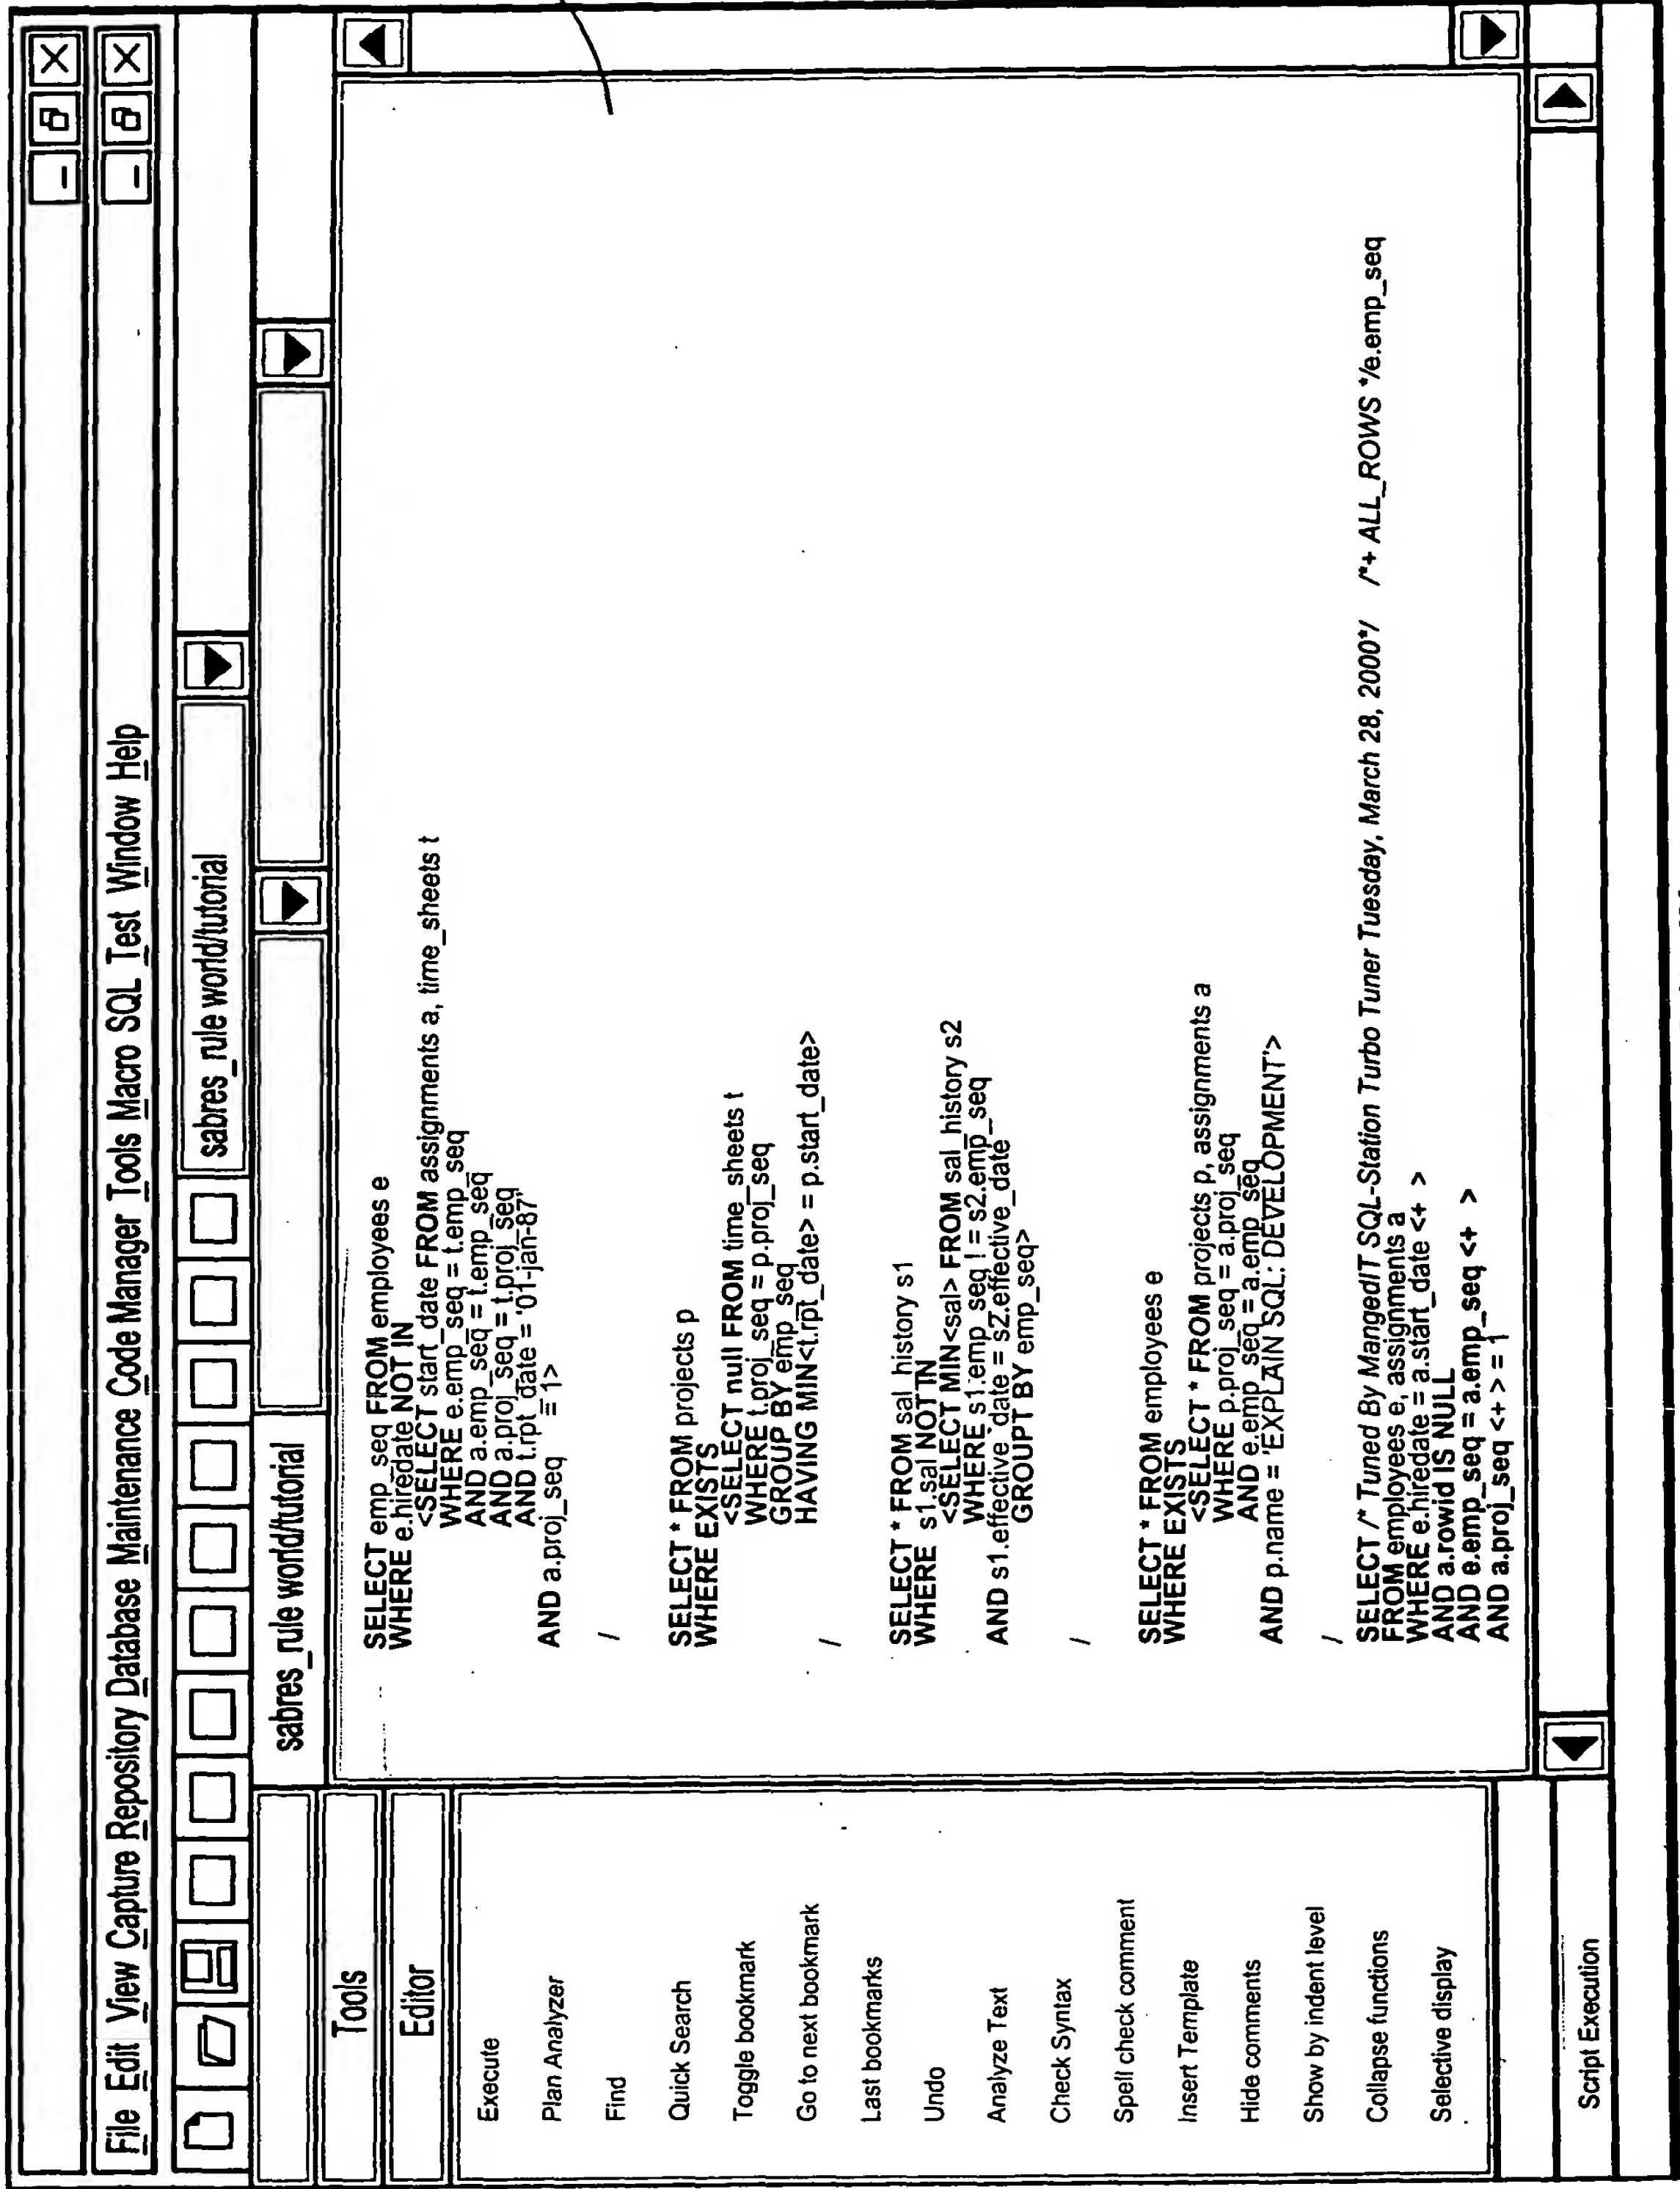 File Edit View Capture Repository Database Maintenance Code Manager Tools Macro SQL Test Window Help
sabres_rule world/tutorial
sabres_rule world/tutorial
Tools
Editor
Execute
Plan Analyzer
Find
Quick Search
Toggle bookmark
Go to next bookmark
Last bookmarks
Undo
Analyze Text
Check Syntax
Spell check comment
Insert Template
Hide comments
Show by indent level
Collapse functions
Selective display
Script Execution
SELECT emp_seq FROM employees e
WHERE e.hiredate NOT IN
<SELECT start_date FROM assignments a, time_sheets t
WHERE e.emp_seq = t.emp_seq
AND a.emp_seq = t.emp_seq
AND a.proj_seq = t.proj_seq
AND t.rpt_date = '01-jan-87'
AND a.proj_seq = 1>
/
SELECT * FROM projects p
WHERE EXISTS
<SELECT null FROM time_sheets t
WHERE t.proj_seq = p.proj_seq
GROUP BY emp_seq
HAVING MIN<t.rpt_date> = p.start_date>
/
SELECT * FROM sal_history s1
WHERE s1.sal NOT IN
<SELECT MIN<sal> FROM sal_history s2
WHERE s1.emp_seq ! = s2.emp_seq
AND s1.effective_date = s2.effective_date
GROUPT BY emp_seq>
/
SELECT * FROM employees e
WHERE EXISTS
<SELECT * FROM projects p, assignments a
WHERE p.proj_seq = a.proj_seq
AND e.emp_seq = a.emp_seq
AND p.name = 'EXPLAIN SQL: DEVELOPMENT'>
/
SELECT /* Tuned By MangedIT SQL-Station Turbo Tuner Tuesday, March 28, 2000*/ /*+ ALL_ROWS */e.emp_seq
FROM employees e, assignments a
WHERE e.hiredate = a.start_date <+ >
AND a.rowid IS NULL
AND e.emp_seq = a.emp_seq <+ >
AND a.proj_seq <+ > = 1